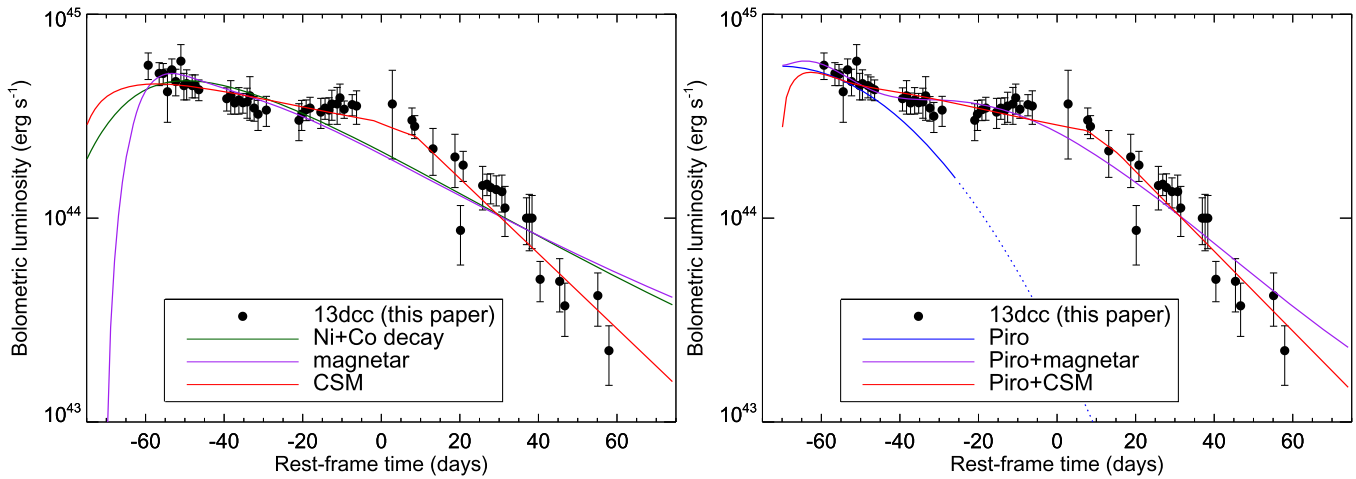 10^45
10^44
10^43
Bolometric luminosity (erg s^-1)
13dcc (this paper)
Ni+Co decay
magnetar
CSM
-60 -40 -20 0 20 40 60
Rest-frame time (days)
10^45
10^44
10^43
Bolometric luminosity (erg s^-1)
13dcc (this paper)
Piro
Piro+magnetar
Piro+CSM
-60 -40 -20 0 20 40 60
Rest-frame time (days)